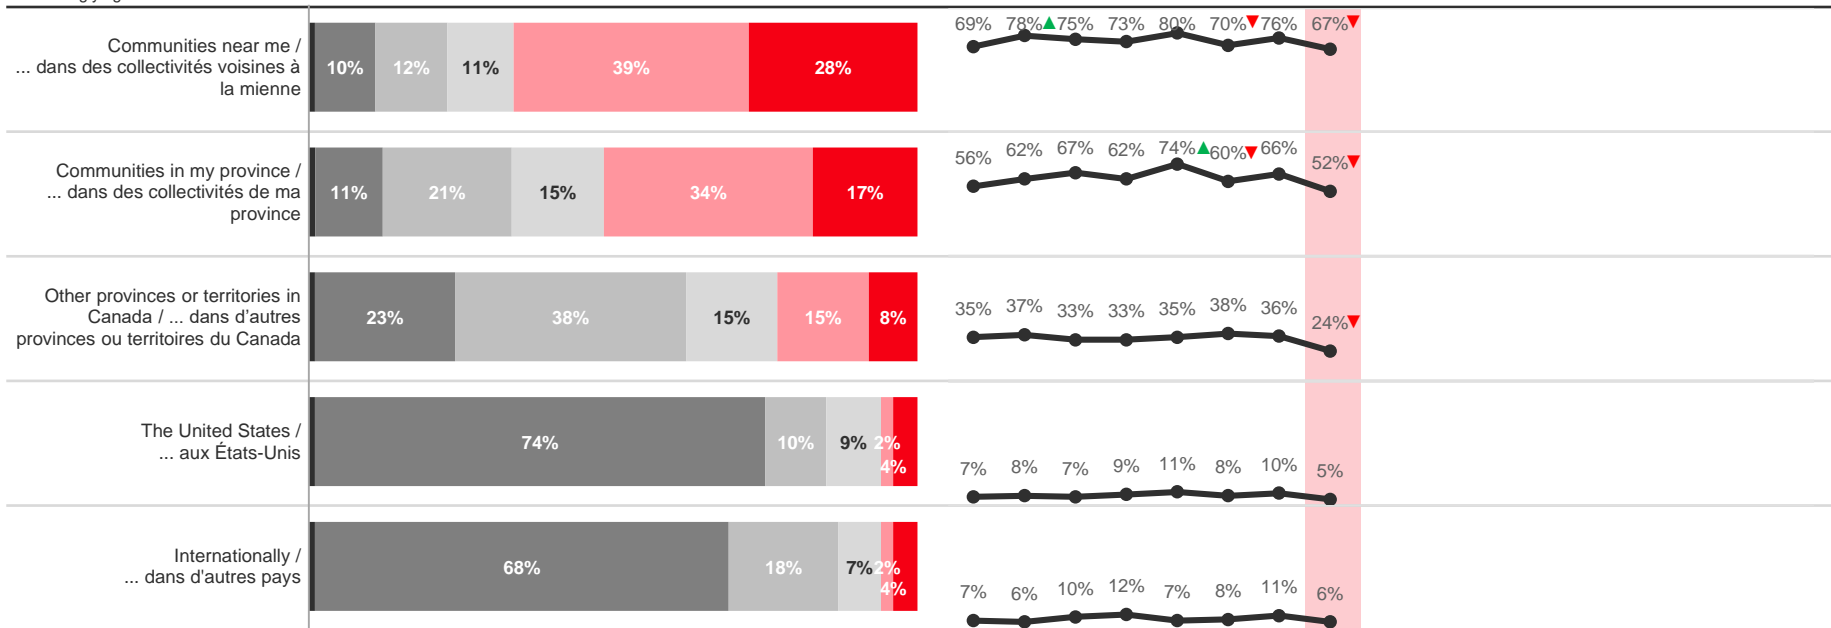 Communities near me /
... dans des collectivités voisines à
la mienne
10% 12% 11% 39% 28%
69% 78%▲ 75% 73% 80% 70%▼ 76% 67%▼
Communities in my province /
... dans des collectivités de ma
province
11% 21% 15% 34% 17%
56% 62% 67% 62% 74%▲ 60%▼ 66% 52%▼
Other provinces or territories in
Canada / ... dans d’autres
provinces ou territoires du Canada
23% 38% 15% 15% 8%
35% 37% 33% 33% 35% 38% 36% 24%▼
The United States /
... aux États-Unis
74% 10% 9% 2%
4%
7% 8% 7% 9% 11% 8% 10% 5%
Internationally /
... dans d'autres pays
68% 18% 7% 2%
4%
7% 6% 10% 12% 7% 8% 11% 6%